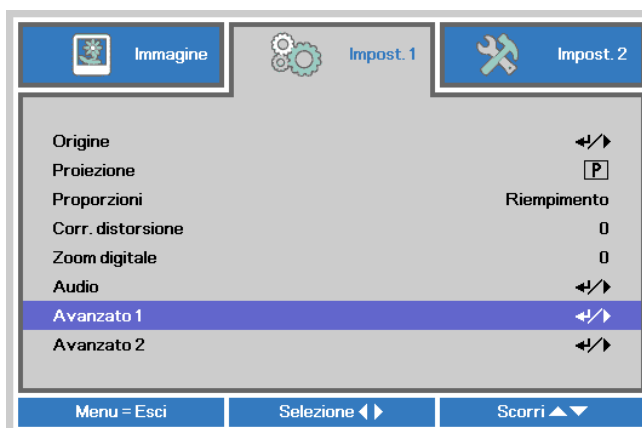 Immagine
Impost. 1
Impost. 2
Origine
Proiezione P
Proporzioni Riempimento
Corr. distorsione 0
Zoom digitale 0
Audio
Avanzato 1
Avanzato 2
Menu = Esci Selezione Scorri